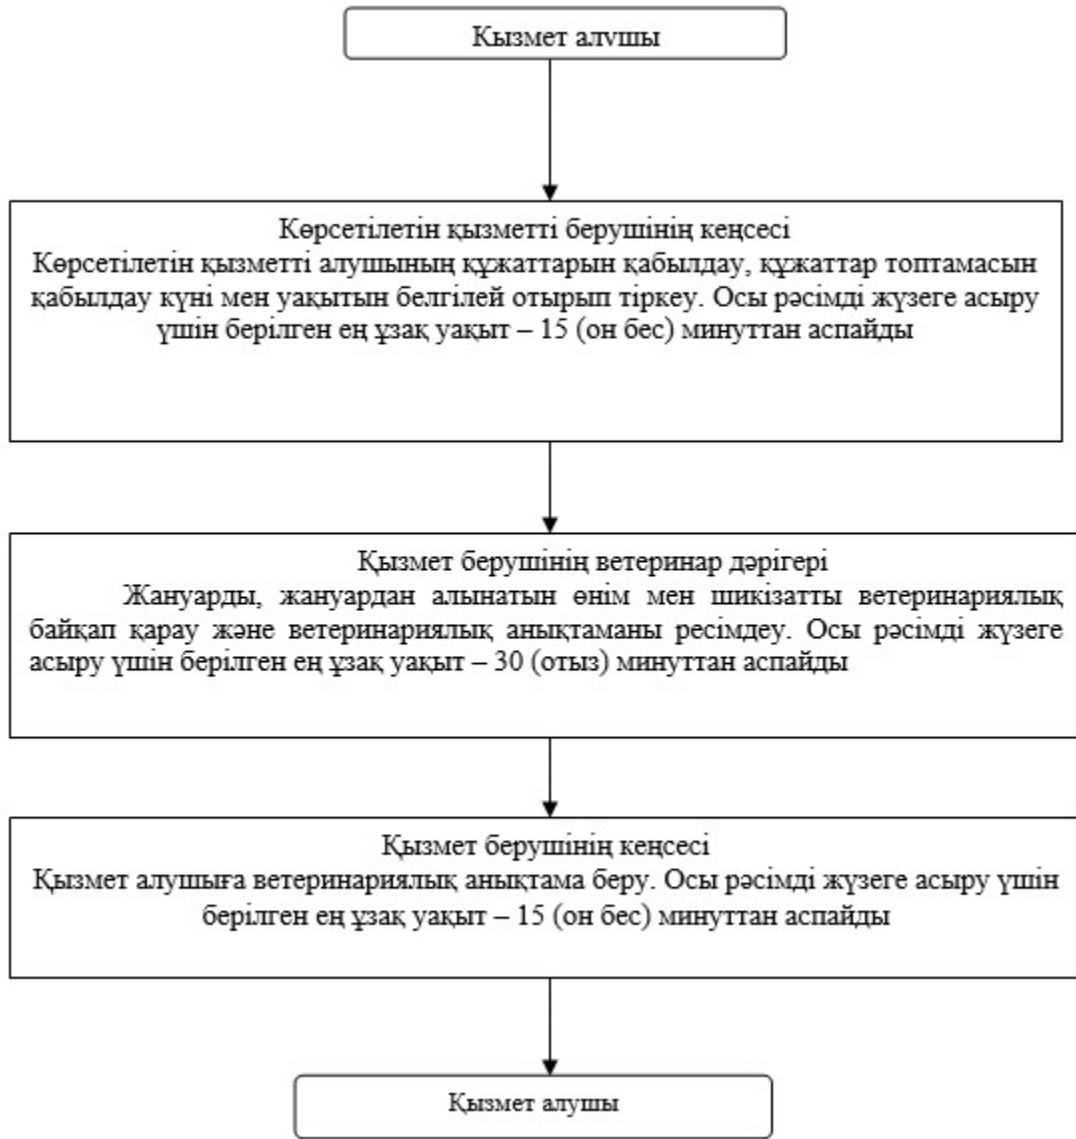 Қызмет алушы
Көрсетілетін қызметті берушінің кеңсесі
Көрсетілетін қызметті алушының құжаттарын қабылдау, құжаттар топтамасын
қабылдау күні мен уақытын белгілей отырып тіркеу. Осы рәсімді жүзеге асыру
үшін берілген ең ұзақ уақыт – 15 (он бес) минуттан аспайды
Қызмет берушінің ветеринар дәрігері
Жануарды, жануардан алынатын өнім мен шикізатты ветеринариялық
байқап қарау және ветеринариялық анықтаманы ресімдеу. Осы рәсімді жүзеге
асыру үшін берілген ең ұзақ уақыт – 30 (отыз) минуттан аспайды
Қызмет берушінің кеңсесі
Қызмет алушыға ветеринариялық анықтама беру. Осы рәсімді жүзеге асыру үшін
берілген ең ұзақ уақыт – 15 (он бес) минуттан аспайды
Қызмет алушы